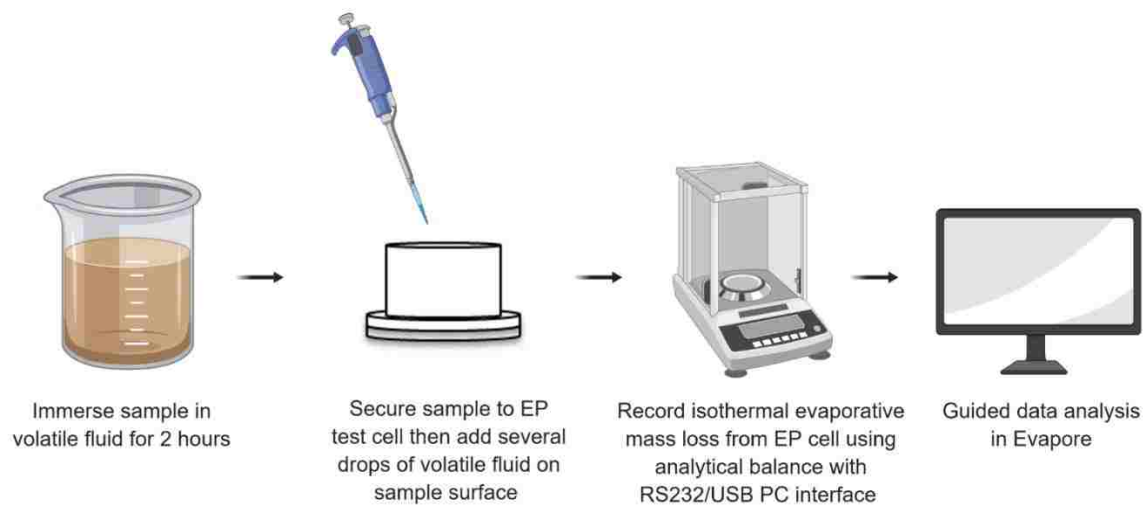 Immerse sample in
volatile fluid for 2 hours
Secure sample to EP
test cell then add several
drops of volatile fluid on
sample surface
Record isothermal evaporative
mass loss from EP cell using
analytical balance with
RS232/USB PC interface
Guided data analysis
in Evapore